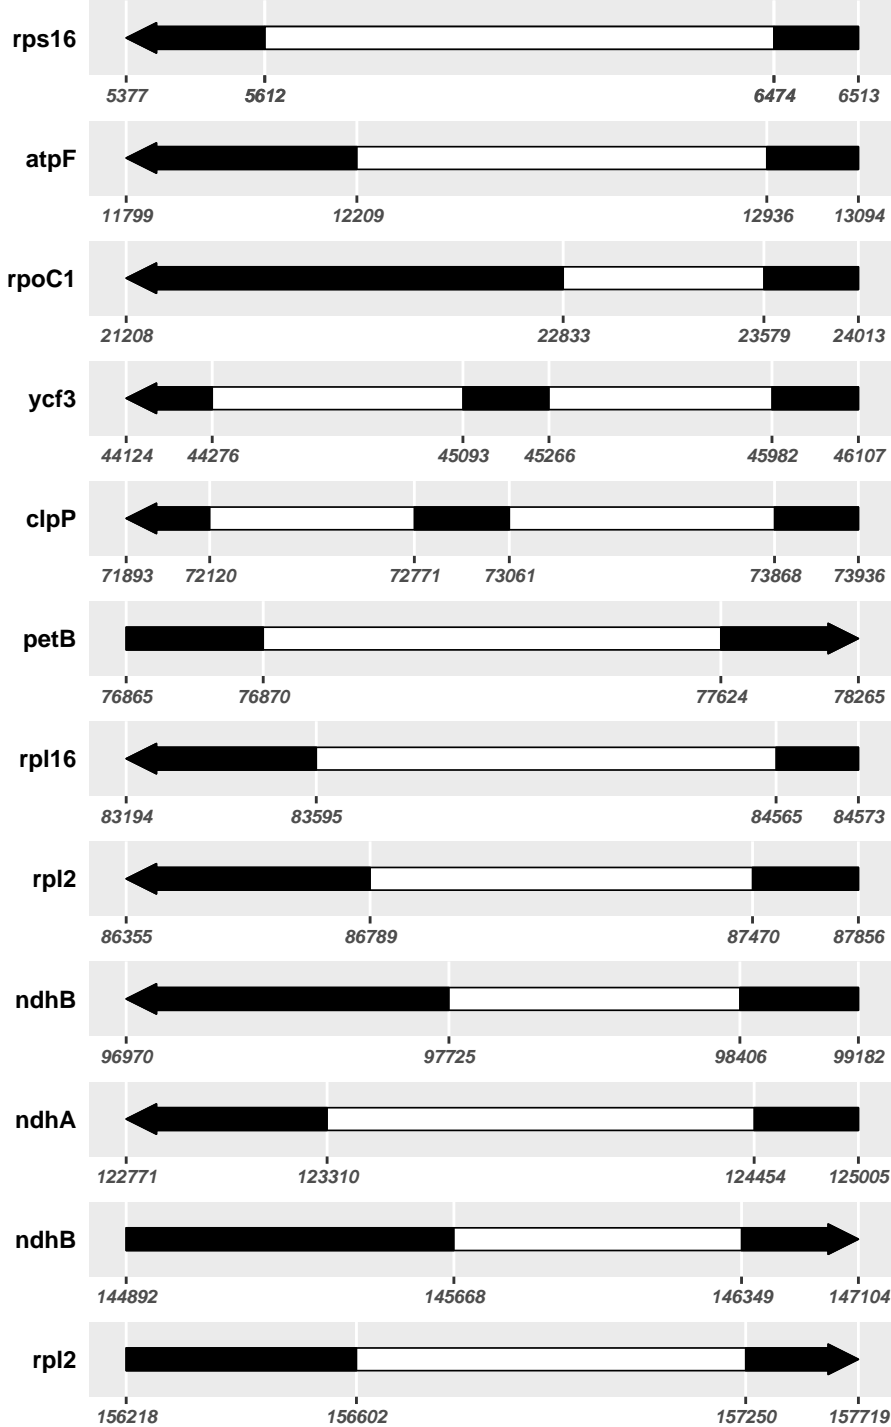 rps16
5377 5612 6474 6513
atpF
11799 12209 12936 13094
rpoC1
21208 22833 23579 24013
ycf3
44124 44276 45093 45266 45982 46107
clpP
71893 72120 72771 73061 73868 73936
petB
76865 76870 77624 78265
rpl16
83194 83595 84565 84573
rpl2
86355 86789 87470 87856
ndhB
96970 97725 98406 99182
ndhA
122771 123310 124454 125005
ndhB
144892 145668 146349 147104
rpl2
156218 156602 157250 157719